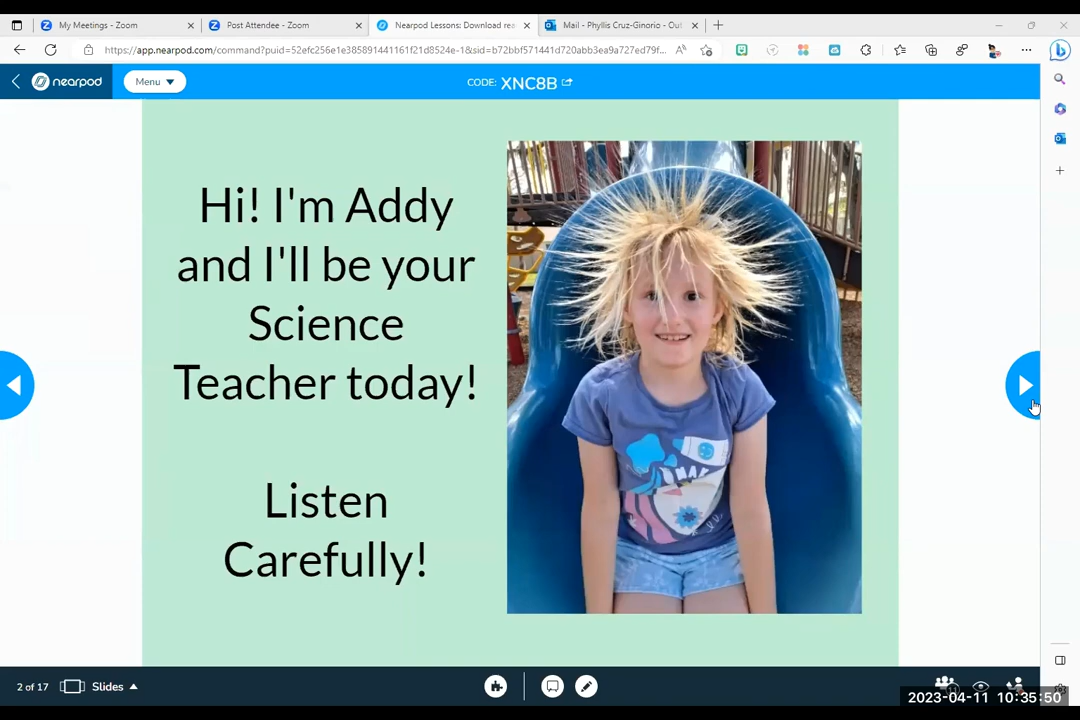 My Meetings - Zoom
Post Attendee - Zoom
Nearpod Lessons: Download rea
Mail - Phyllis Cruz-Ginorio - Out
https://app.nearpod.com/command?puid=52efc256e1e385891441161f21d8524e-1&sid=b72bbf571441d720abb3ea9a727ed79f...
nearpod
Menu
CODE: XNC8B
Hi! I'm Addy
and I'll be your
Science
Teacher today!
Listen
Carefully!
2 of 17
Slides
2023-04-11 10:35:50